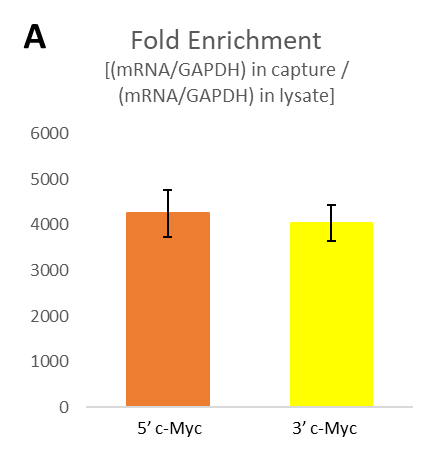 A
Fold Enrichment
[(mRNA/GAPDH) in capture /
(mRNA/GAPDH) in lysate]
6000
5000
4000
3000
2000
1000
0
5’ c-Myc
3’ c-Myc